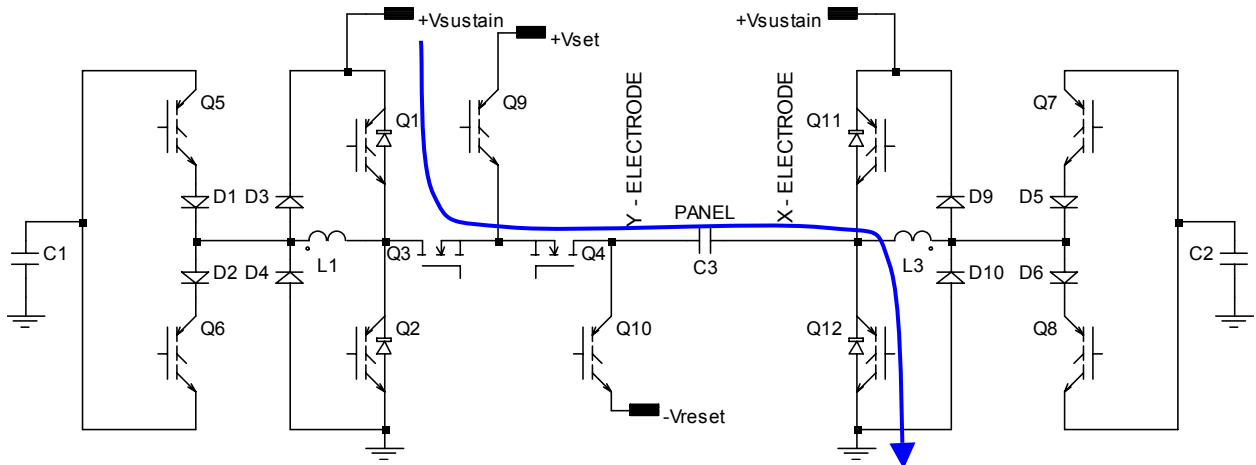 +Vsustain
+Vset
+Vsustain
Q5
Q1
Q9
Y - ELECTRODE
X - ELECTRODE
Q11
Q7
D1
D3
PANEL
D9
D5
C1
L1
Q3
Q4
C3
L3
C2
D2
D4
D10
D6
Q6
Q2
Q10
Q12
Q8
-Vreset